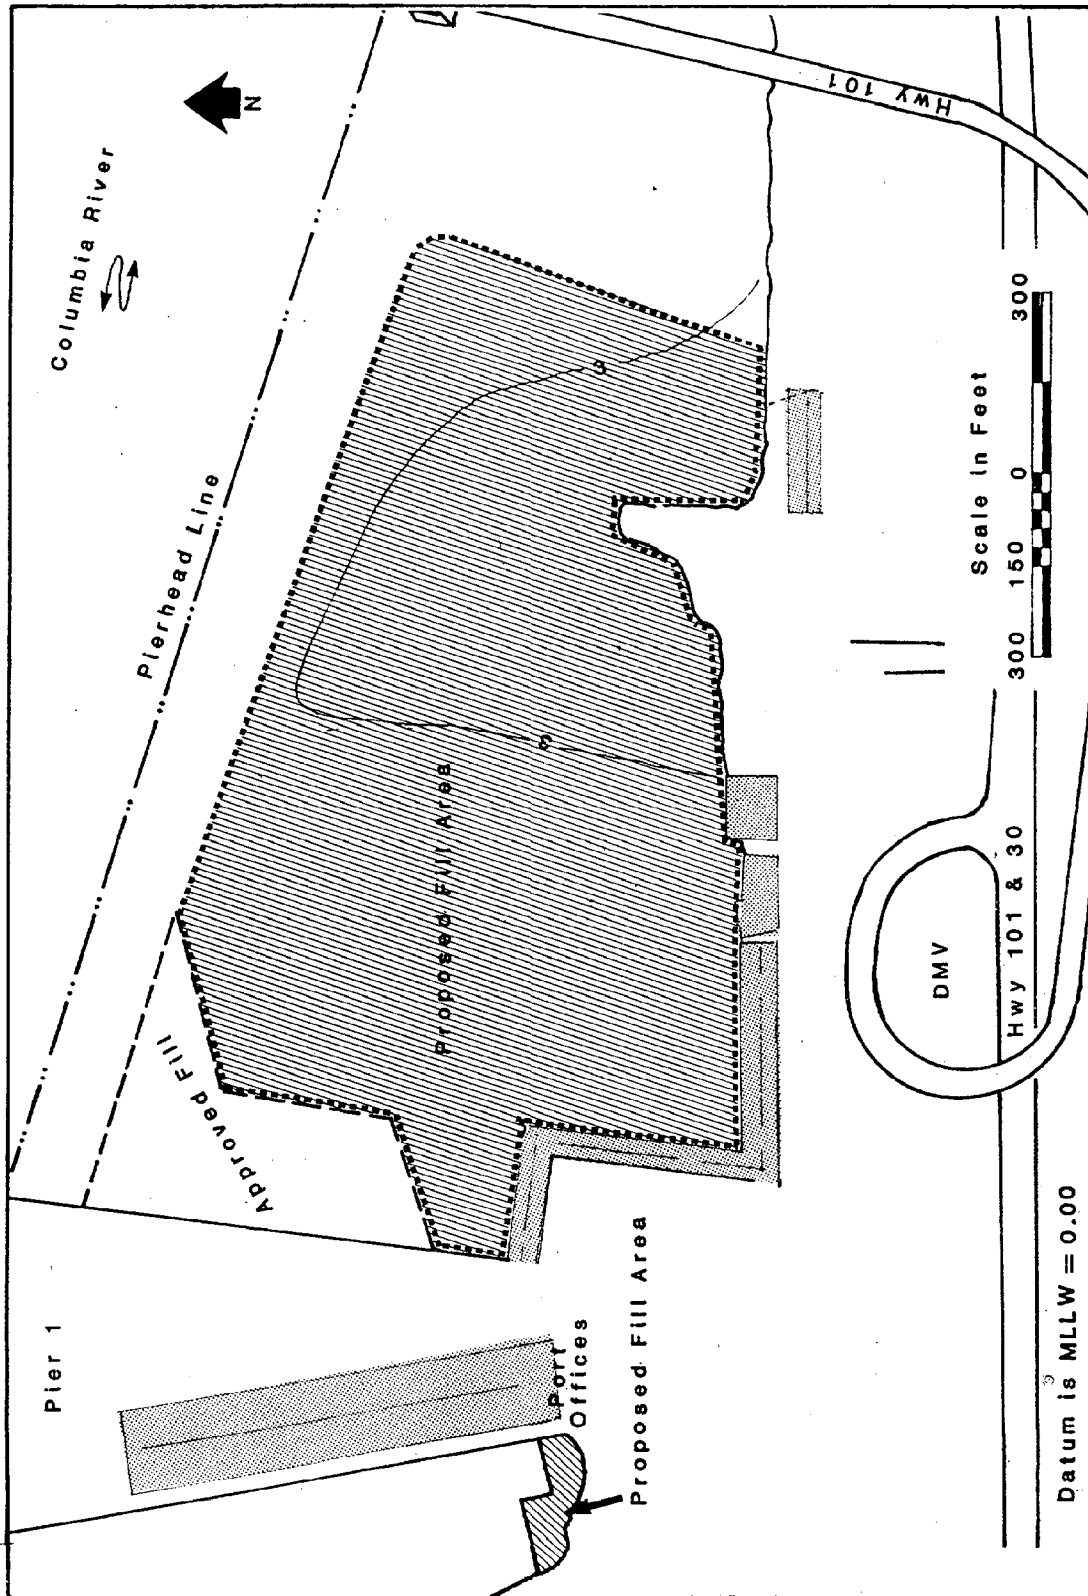 Columbia River
N
Hwy 101
Pierhead Line
3
Proposed Fill Area
Approved Fill
Pier 1
Port
Offices
Proposed Fill Area
Scale in Feet
300 150 0 300
DMV
Hwy 101 & 30
Datum is MLLW = 0.00